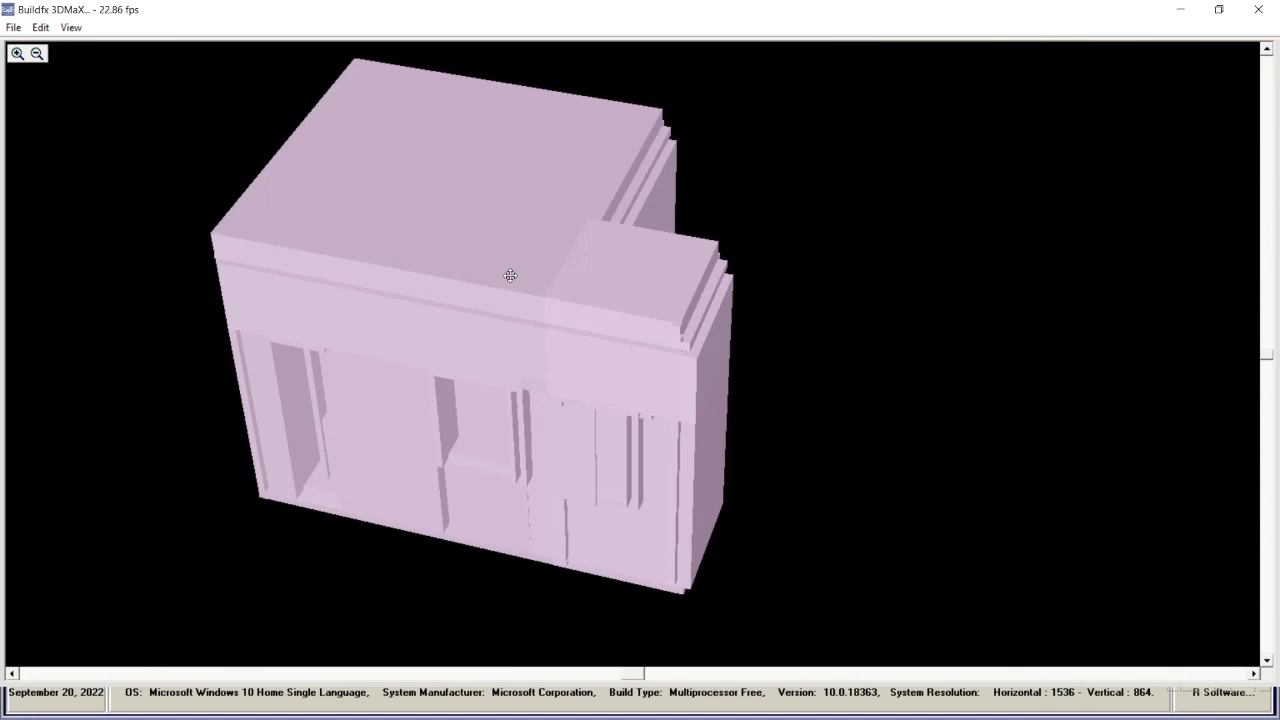 Buildfx 3DMaX... - 22.86 fps
File Edit View
September 20, 2022 OS: Microsoft Windows 10 Home Single Language, System Manufacturer: Microsoft Corporation, Build Type: Multiprocessor Free, Version: 10.0.18363, System Resolution: Horizontal : 1536 - Vertical : 864. R Software...